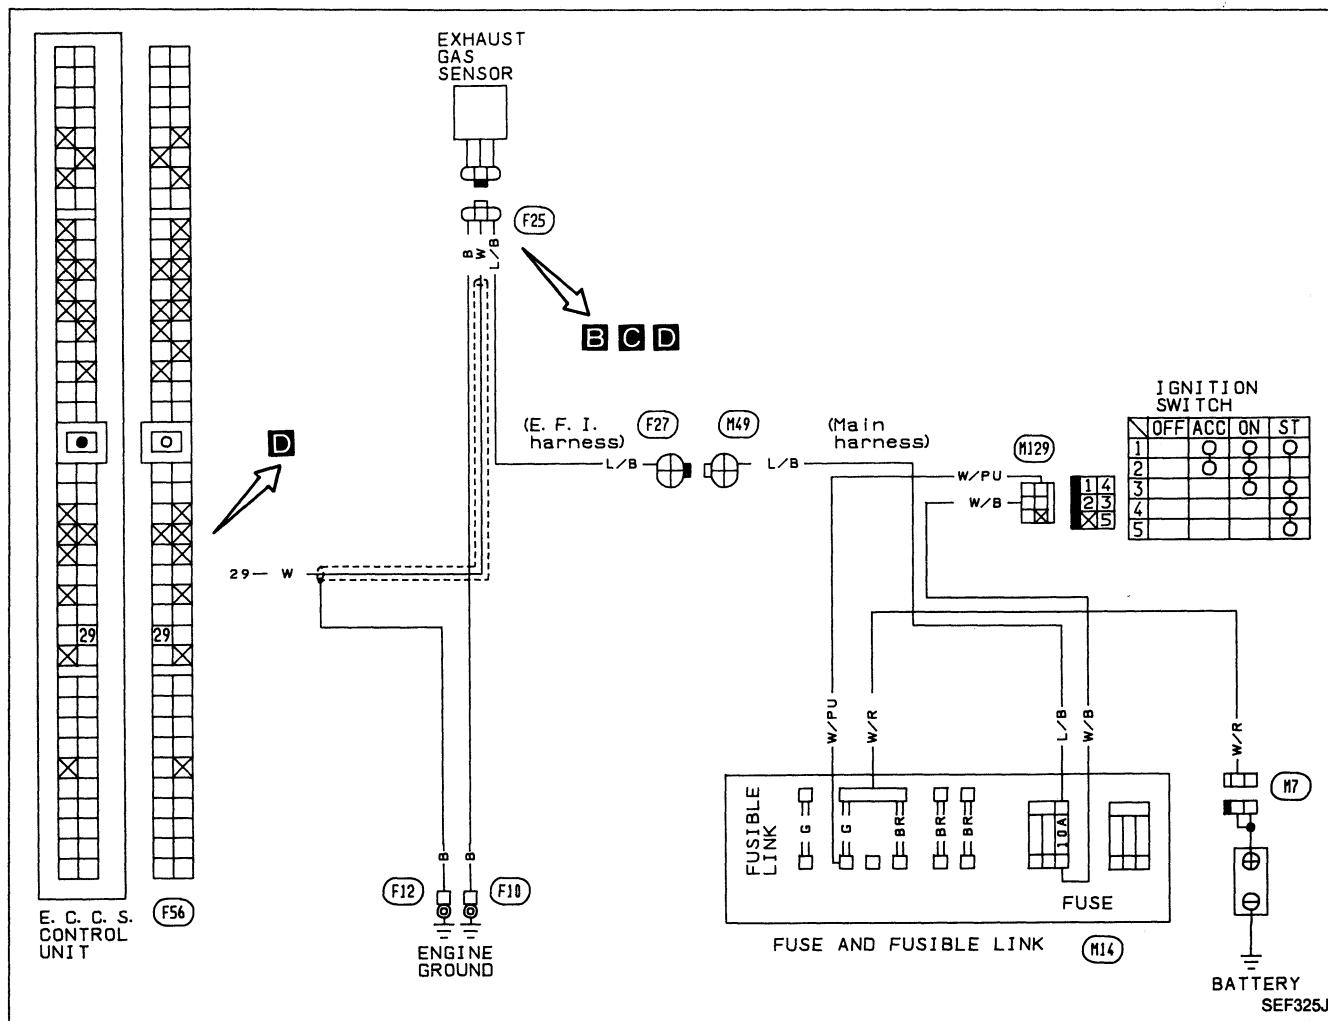 EXHAUST
GAS
SENSOR
F25
B
W
L/B
B C D
IGNITION
SWITCH
OFF ACC ON ST
1
2
3
4
5
(E. F. I.
harness)
F27
M49
(Main
harness)
M129
L/B
L/B
W/PU
W/B
1 4
2 3
5
D
29 W
29
29
W/PU
W/R
L/B
W/B
W/R
M7
FUSIBLE
LINK
G
G
BR
BR
BR
10A
FUSE
B
B
F12
F10
E. C. C. S.
CONTROL
UNIT
F56
ENGINE
GROUND
FUSE AND FUSIBLE LINK
M14
BATTERY
SEF325J